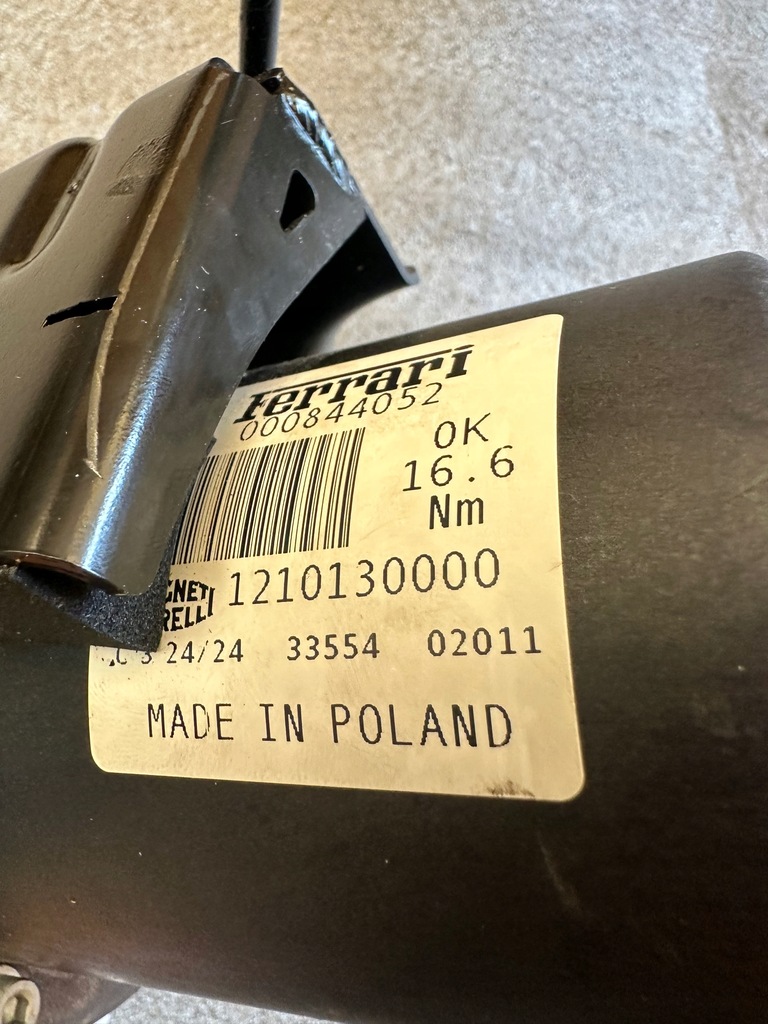 Ferrari
000844052
OK
16.6
Nm
1210130000
24/24 33554 02011
MADE IN POLAND